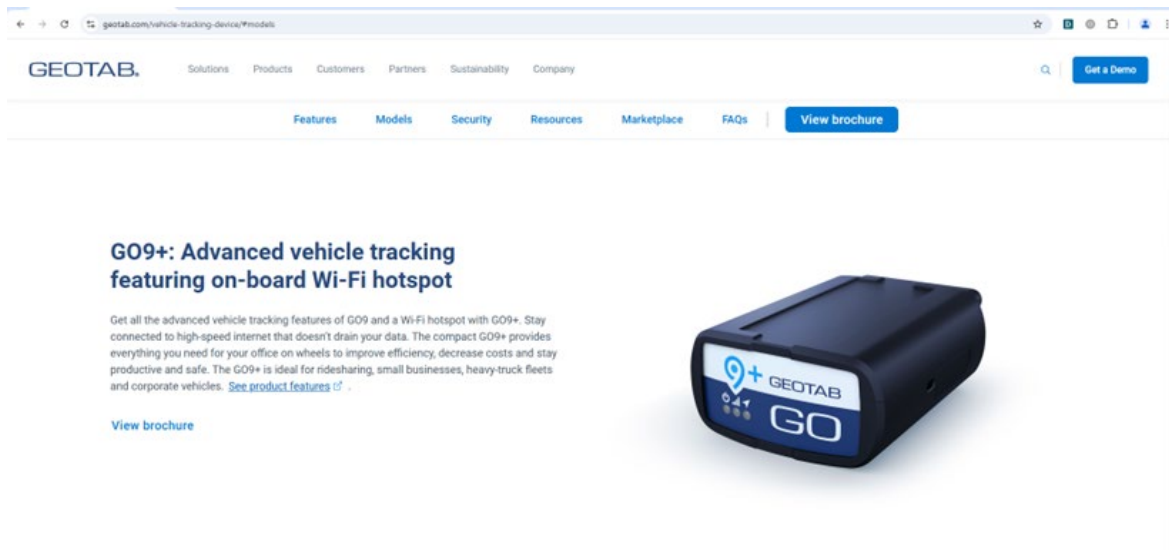 geotab.com/vehicle-tracking-device/#models
GEOTAB.
Solutions Products Customers Partners Sustainability Company
Get a Demo
Features Models Security Resources Marketplace FAQs View brochure
GO9+: Advanced vehicle tracking
featuring on-board Wi-Fi hotspot
Get all the advanced vehicle tracking features of GO9 and a Wi-Fi hotspot with GO9+. Stay
connected to high-speed internet that doesn't drain your data. The compact GO9+ provides
everything you need for your office on wheels to improve efficiency, decrease costs and stay
productive and safe. The GO9+ is ideal for ridesharing, small businesses, heavy-truck fleets
and corporate vehicles. See product features .
View brochure
9+ GEOTAB
GO